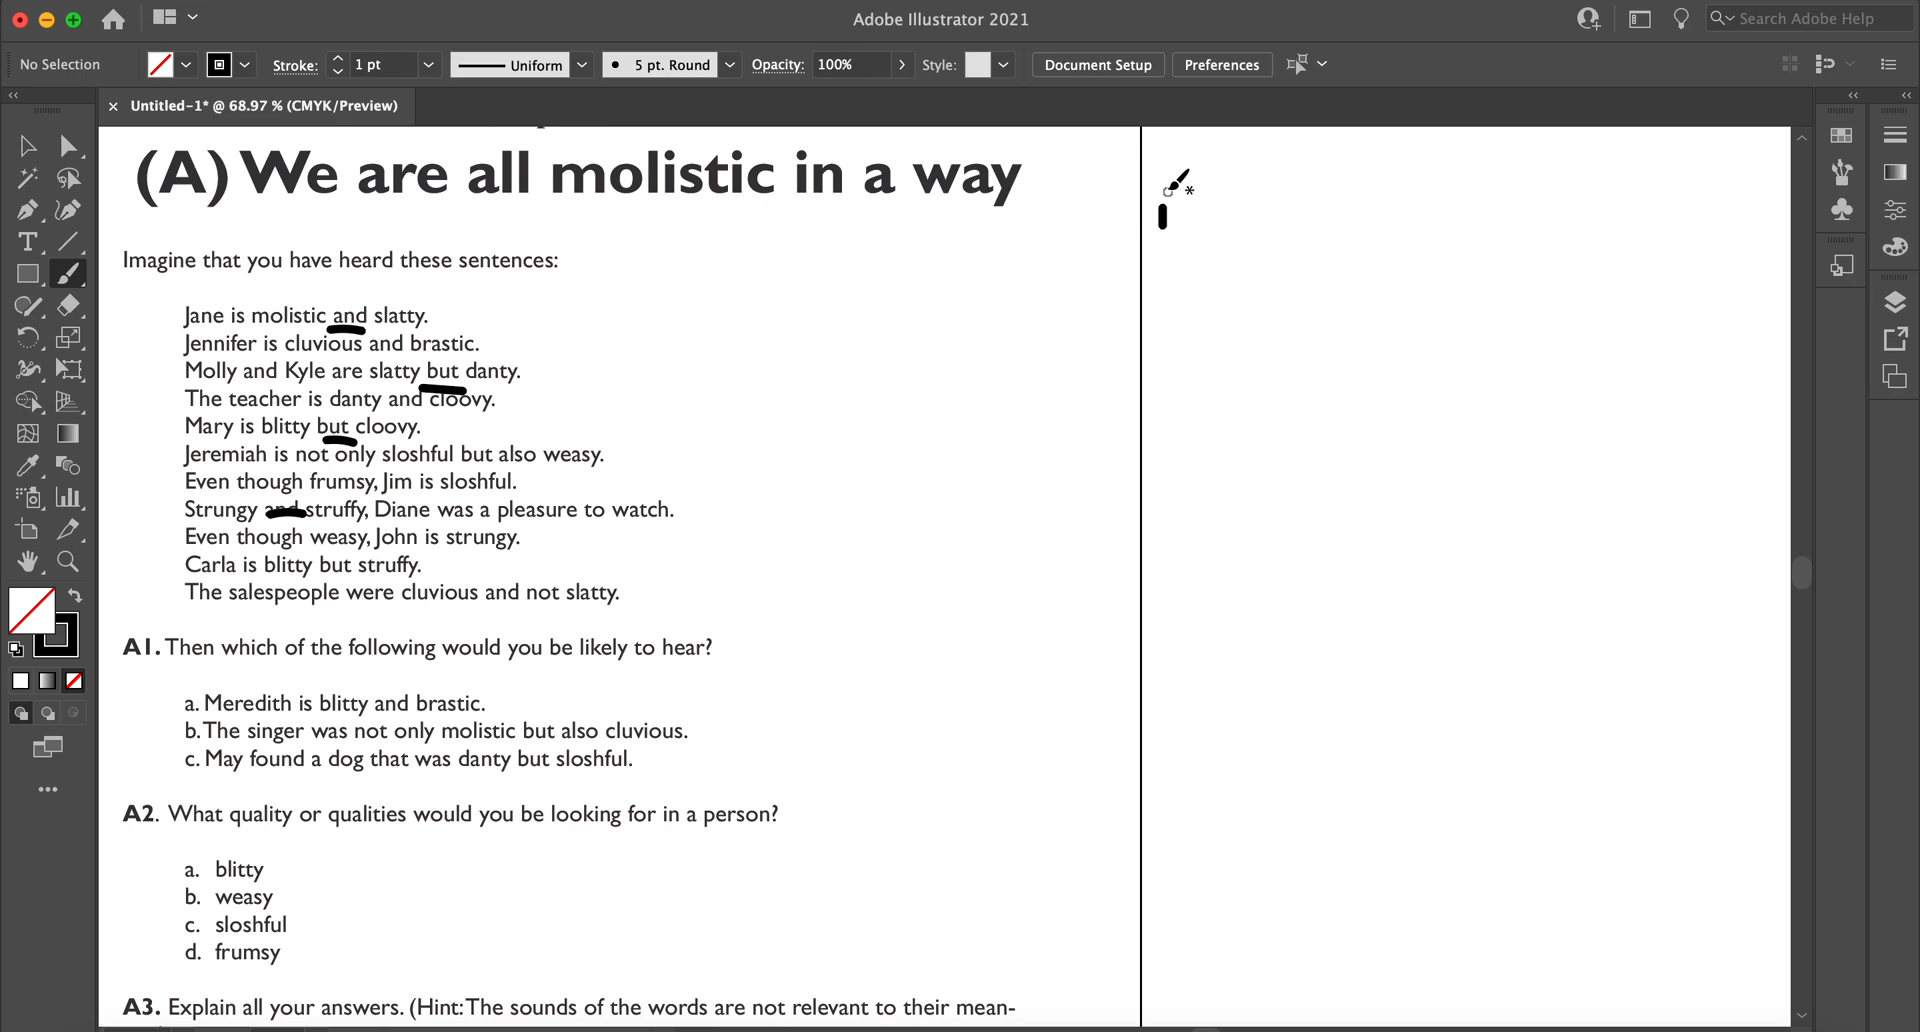 Adobe Illustrator 2021
Search Adobe Help
No Selection
Stroke:
1 pt
Uniform
5 pt. Round
Opacity:
100%
Style:
Document Setup
Preferences
Untitled-1* @ 68.97 % (CMYK/Preview)
(A) We are all molistic in a way
Imagine that you have heard these sentences:
Jane is molistic and slatty.
Jennifer is cluvious and brastic.
Molly and Kyle are slatty but danty.
The teacher is danty and cloovy.
Mary is blitty but cloovy.
Jeremiah is not only sloshful but also weasy.
Even though frumsy, Jim is sloshful.
Strungy and struffy, Diane was a pleasure to watch.
Even though weasy, John is strungy.
Carla is blitty but struffy.
The salespeople were cluvious and not slatty.
A1. Then which of the following would you be likely to hear?
a. Meredith is blitty and brastic.
b. The singer was not only molistic but also cluvious.
c. May found a dog that was danty but sloshful.
A2. What quality or qualities would you be looking for in a person?
a. blitty
b. weasy
c. sloshful
d. frumsy
A3. Explain all your answers. (Hint: The sounds of the words are not relevant to their mean-